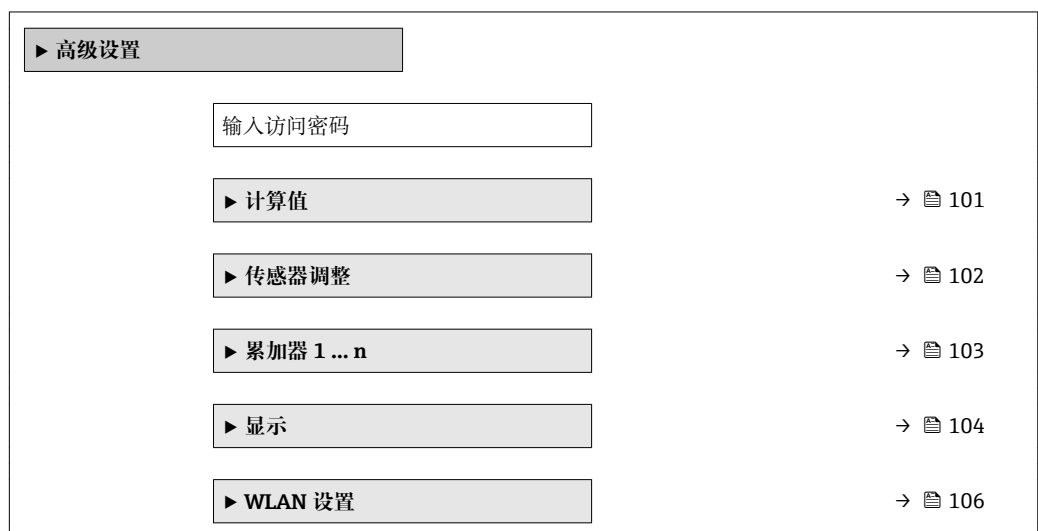 ▶ 高级设置
输入访问密码
▶ 计算值 → 🖹 101
▶ 传感器调整 → 🖹 102
▶ 累加器 1 … n → 🖹 103
▶ 显示 → 🖹 104
▶ WLAN 设置 → 🖹 106